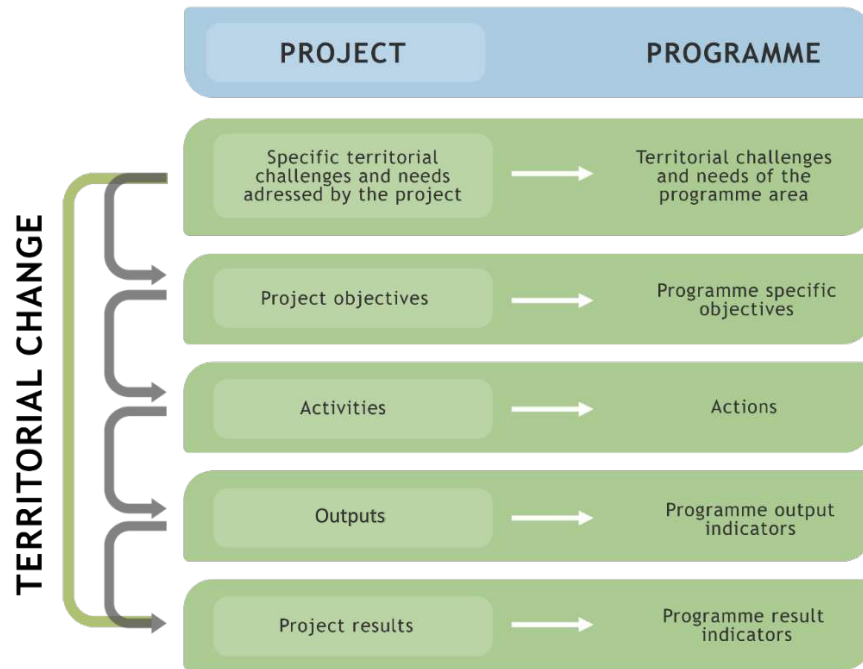 PROJECT
PROGRAMME
TERRITORIAL CHANGE
Specific territorial
challenges and needs
adressed by the project
Territorial challenges
and needs of the
programme area
Project objectives
Programme specific
objectives
Activities
Actions
Outputs
Programme output
indicators
Project results
Programme result
indicators